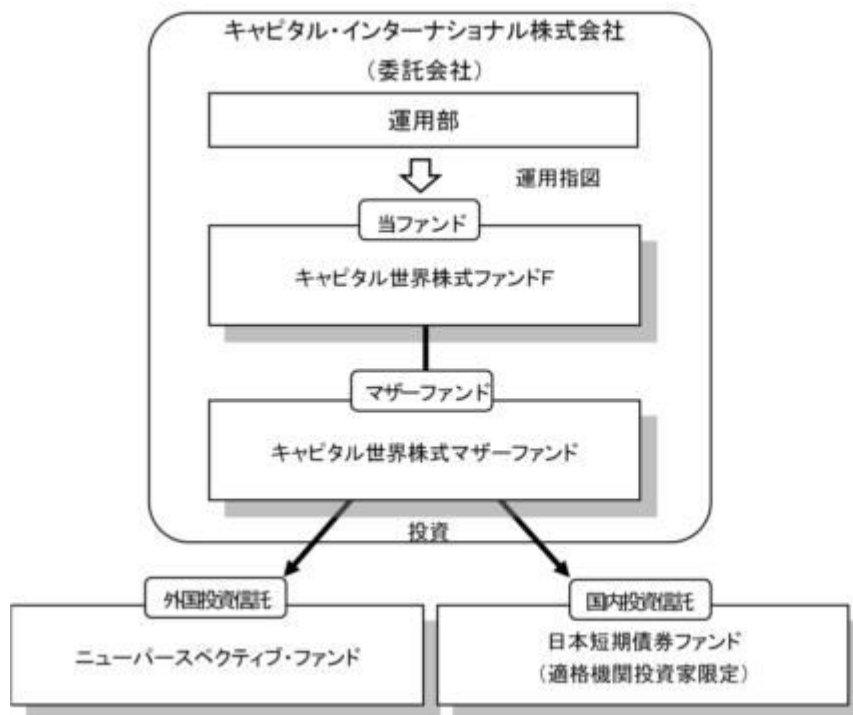 キャピタル・インターナショナル株式会社
（委託会社）
運用部
運用指図
当ファンド
キャピタル世界株式ファンドF
マザーファンド
キャピタル世界株式マザーファンド
投資
外国投資信託
国内投資信託
ニューパースペクティブ・ファンド
日本短期債券ファンド
（適格機関投資家限定）